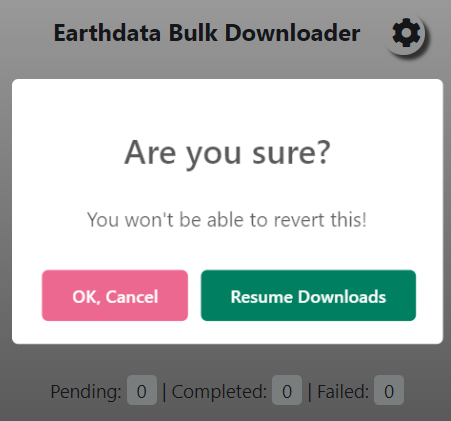 Earthdata Bulk Downloader
Are you sure?
You won't be able to revert this!
OK, Cancel Resume Downloads
Pending: 0 | Completed: 0 | Failed: 0